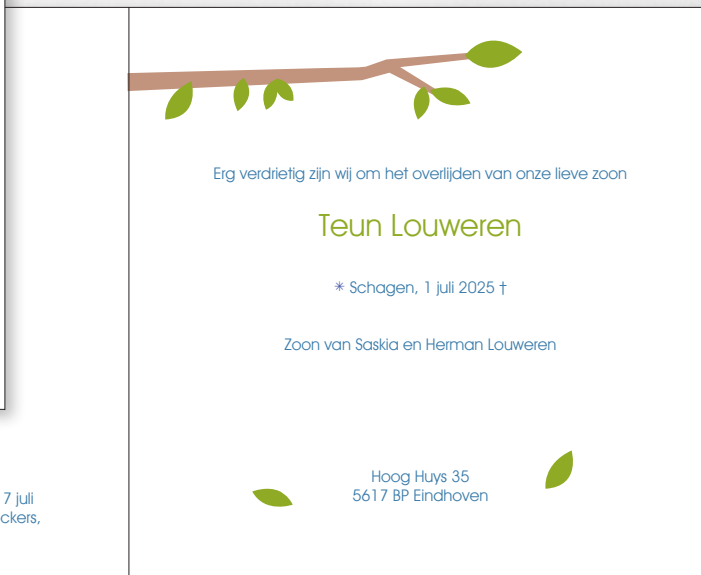 Erg verdrietig zijn wij om het overlijden van onze lieve zoon
Teun Louweren
* Schagen, 1 juli 2025 †
Zoon van Saskia en Herman Louweren
Hoog Huys 35
5617 BP Eindhoven
7 juli
ckers,